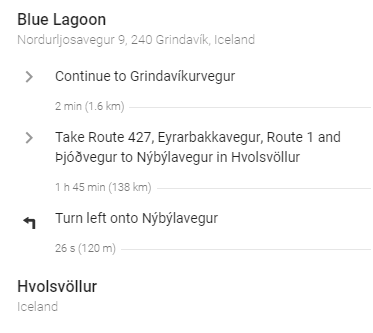 Blue Lagoon
Nordurljosavegur 9, 240 Grindavík, Iceland
Continue to Grindavíkurvegur
2 min (1.6 km)
Take Route 427, Eyrarbakkavegur, Route 1 and
Þjóðvegur to Nýbýlavegur in Hvolsvöllur
1 h 45 min (138 km)
Turn left onto Nýbýlavegur
26 s (120 m)
Hvolsvöllur
Iceland